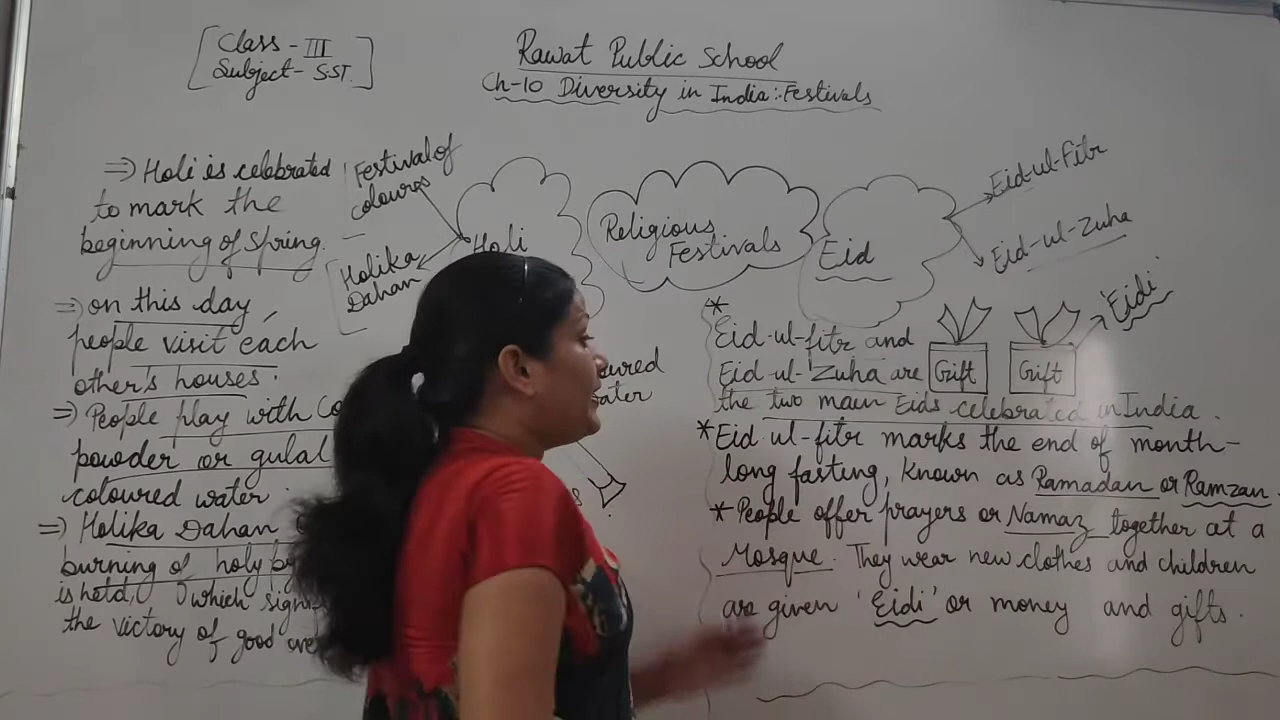 Class - III
Subject - S.ST.
Rawat Public School
Ch-10 Diversity in India:. Festivals
⇒ Holi is celebrated
to mark the
beginning of Spring.
⇒ on this day,
people visit each
other's houses.
⇒ People play with Co
powder or gulal
coloured water.
⇒ Holika Dahan
burning of holy
is held, which
the victory of good
Festival of
colours
Holika
Dahan
Holi
Religious
Festivals
Eid
Eid-ul-Fitr
Eid-ul-Zuha
'Eidi'
Gift
Gift
* Eid-ul-fitr and
Eid-ul-Zuha are
the two main Eids celebrated in India.
* Eid-ul-fitr marks the end of month-
long fasting, known as Ramadan or Ramzan.
* People offer prayers or Namaz together at a
Mosque. They wear new clothes and children
are given 'Eidi' or money and gifts.